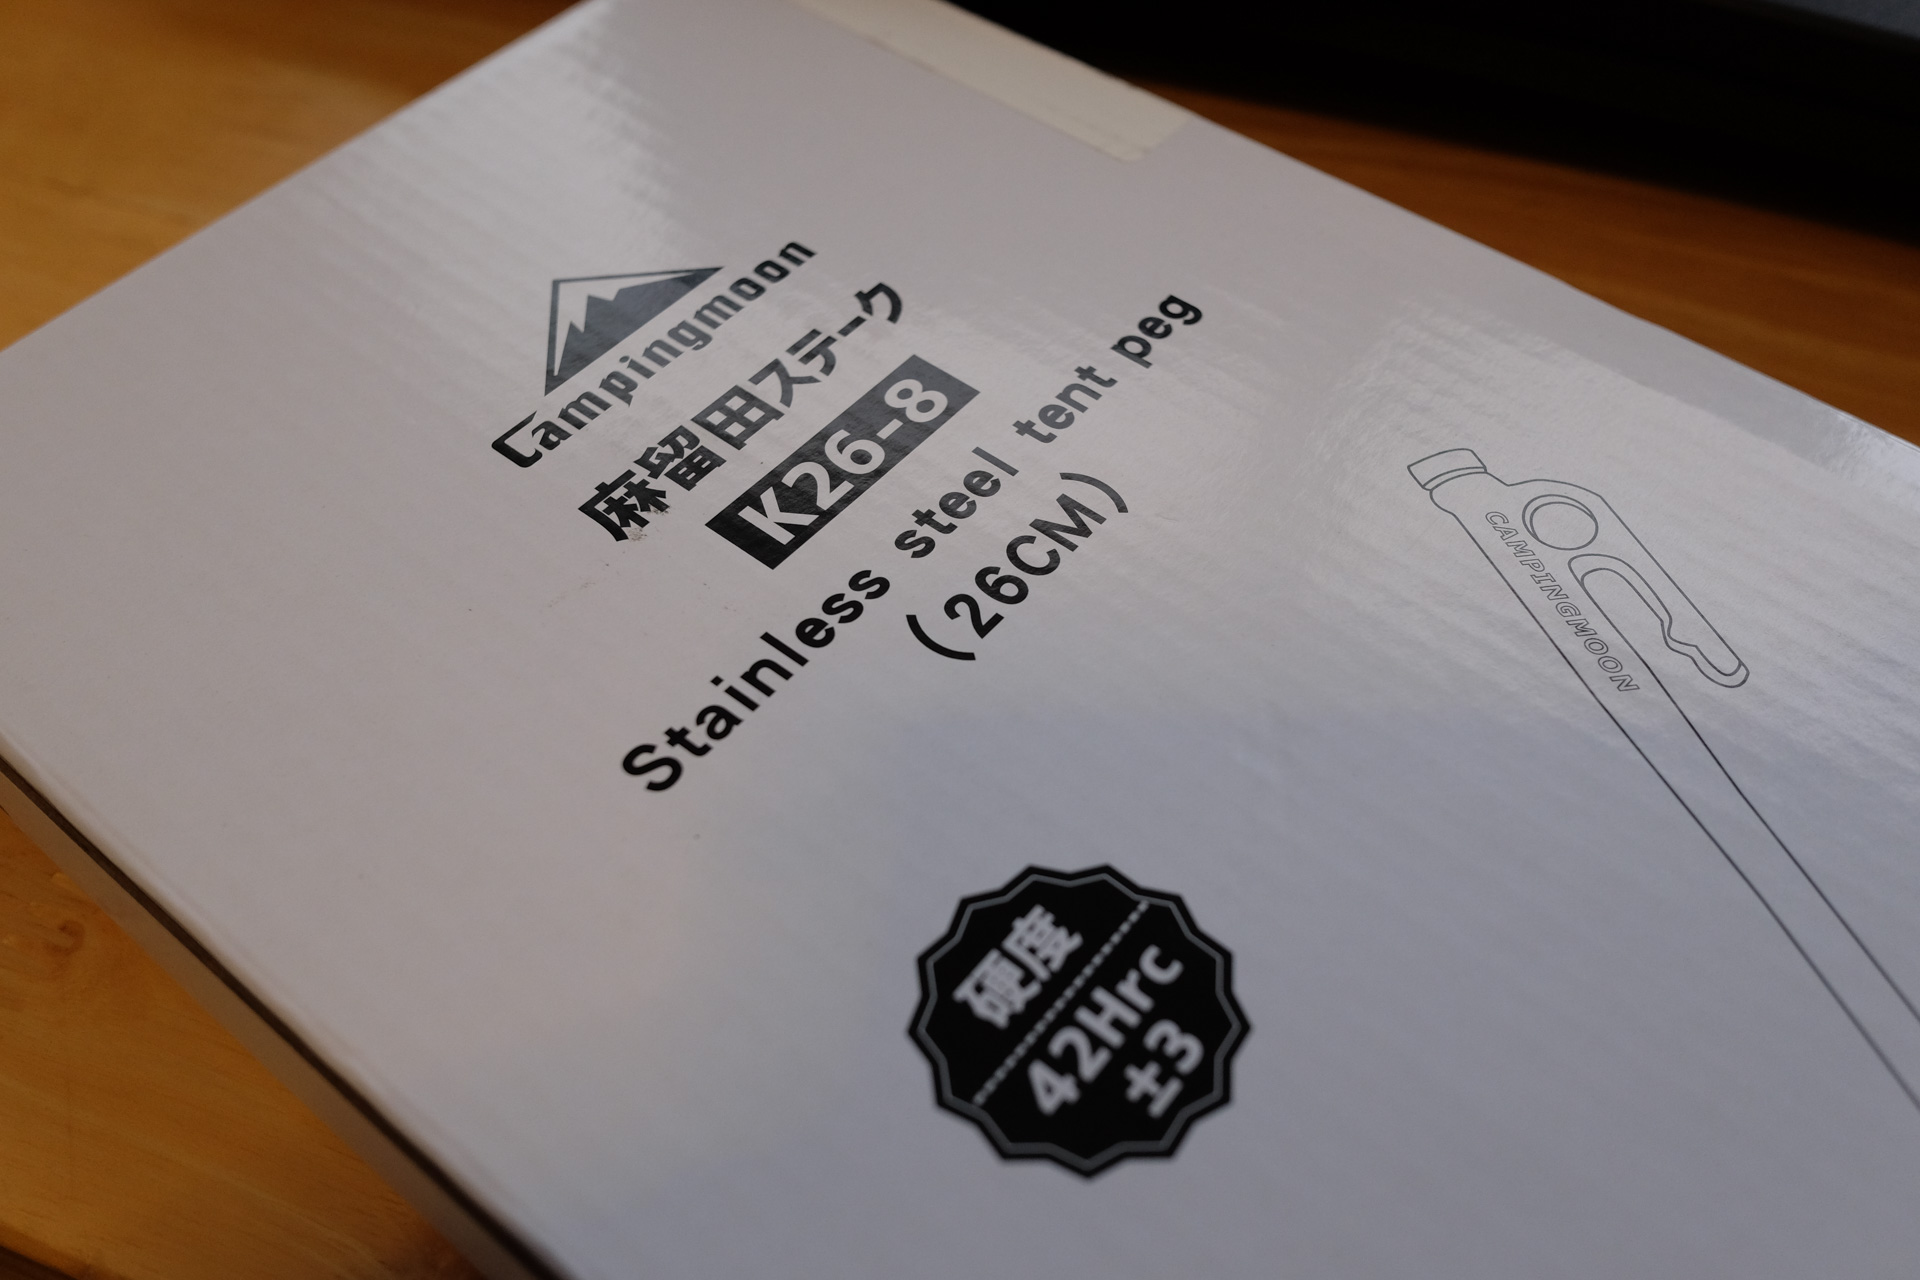 Campingmoon
麻留田ステーク
K26-8
Stainless steel tent peg
(26CM)
CAMPINGMOON
硬度
42Hrc
±3